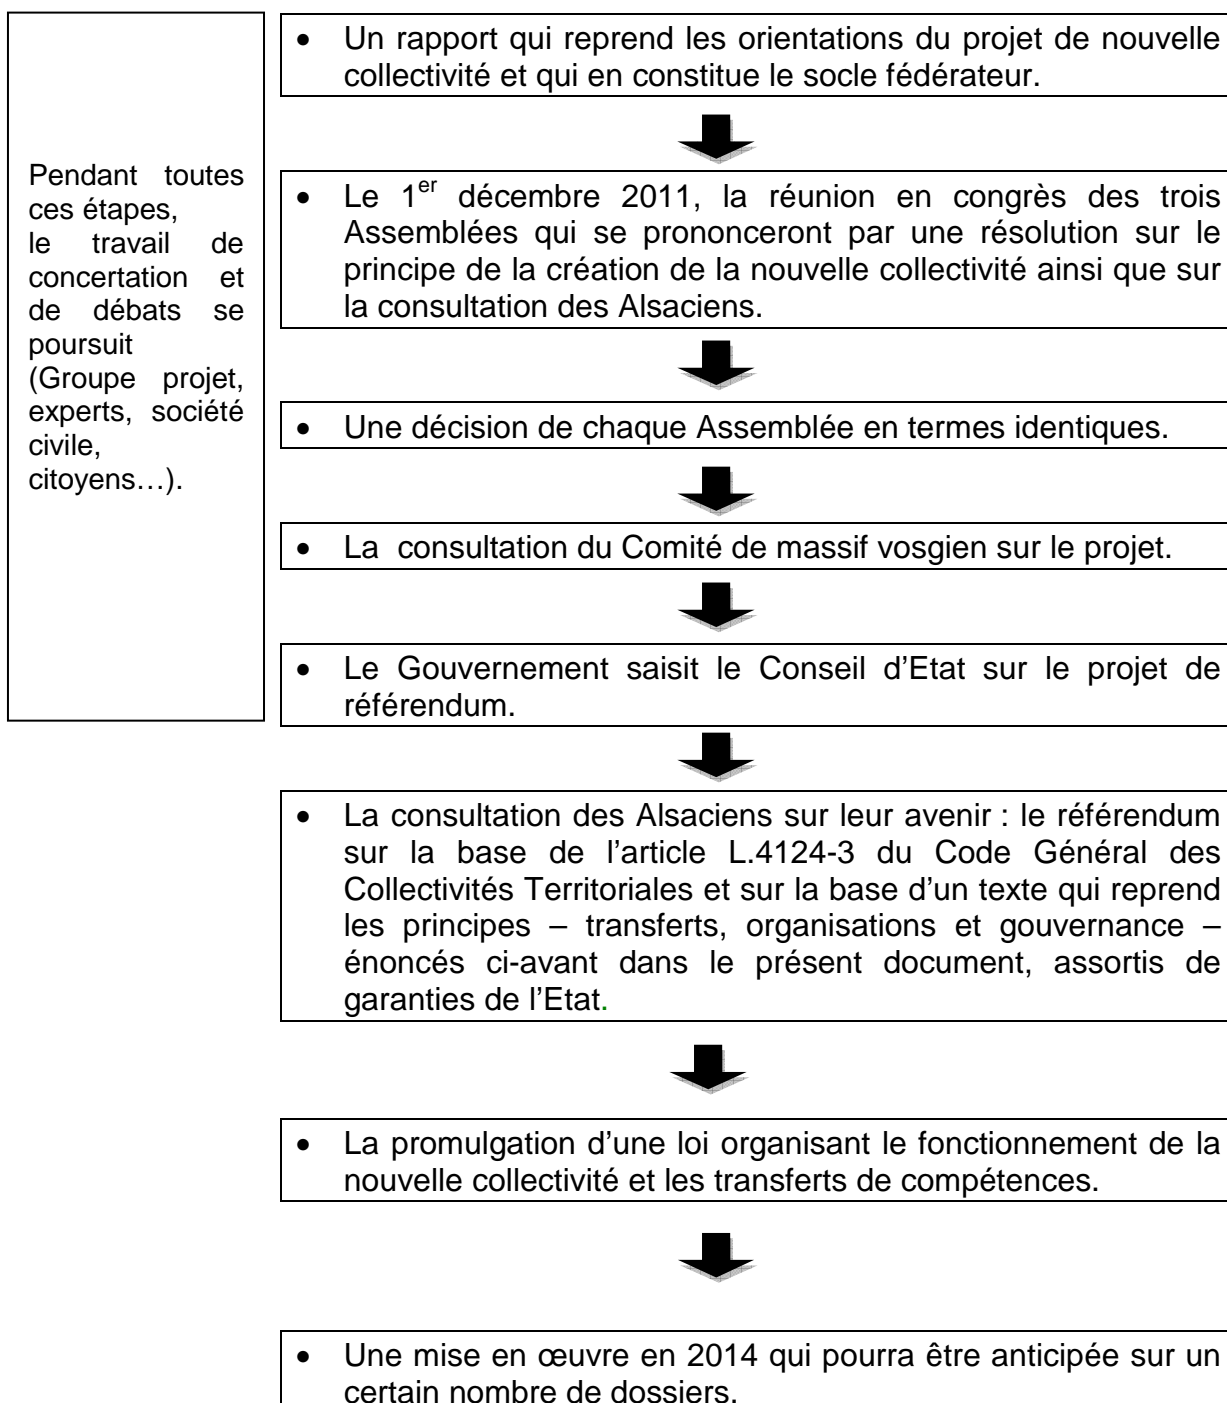 Pendant toutes
ces étapes,
le travail de
concertation et
de débats se
poursuit
(Groupe projet,
experts, société
civile,
citoyens…).
• Un rapport qui reprend les orientations du projet de nouvelle
collectivité et qui en constitue le socle fédérateur.
• Le 1er décembre 2011, la réunion en congrès des trois
Assemblées qui se prononceront par une résolution sur le
principe de la création de la nouvelle collectivité ainsi que sur
la consultation des Alsaciens.
• Une décision de chaque Assemblée en termes identiques.
• La consultation du Comité de massif vosgien sur le projet.
• Le Gouvernement saisit le Conseil d’Etat sur le projet de
référendum.
• La consultation des Alsaciens sur leur avenir : le référendum
sur la base de l’article L.4124-3 du Code Général des
Collectivités Territoriales et sur la base d’un texte qui reprend
les principes – transferts, organisations et gouvernance –
énoncés ci-avant dans le présent document, assortis de
garanties de l’Etat.
• La promulgation d’une loi organisant le fonctionnement de la
nouvelle collectivité et les transferts de compétences.
• Une mise en œuvre en 2014 qui pourra être anticipée sur un
certain nombre de dossiers.